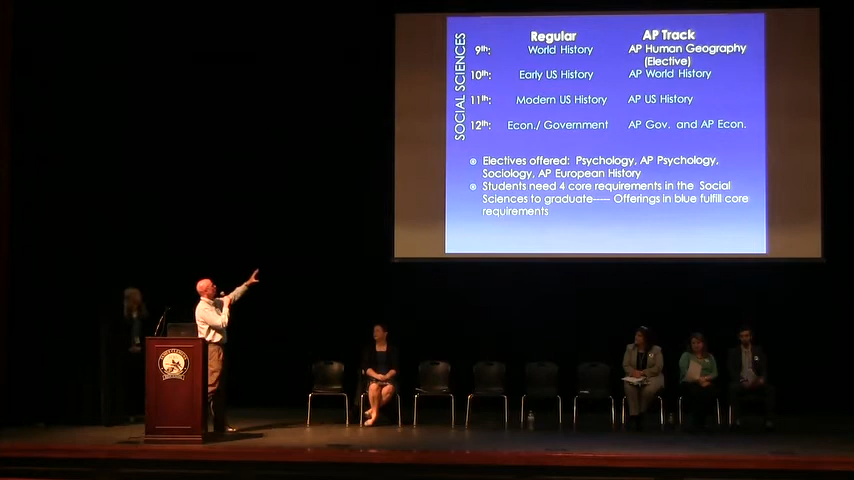 SOCIAL SCIENCES
Regular AP Track
9th: World History AP Human Geography
(Elective)
10th: Early US History AP World History
11th: Modern US History AP US History
12th: Econ./ Government AP Gov. and AP Econ.
Electives offered: Psychology, AP Psychology,
Sociology, AP European History
Students need 4 core requirements in the Social
Sciences to graduate----- Offerings in blue fulfill core
requirements